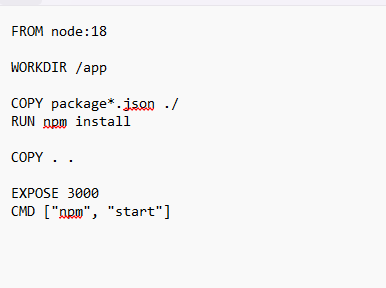 FROM node:18
WORKDIR /app
COPY package*.json ./
RUN npm install
COPY . .
EXPOSE 3000
CMD ["npm", "start"]